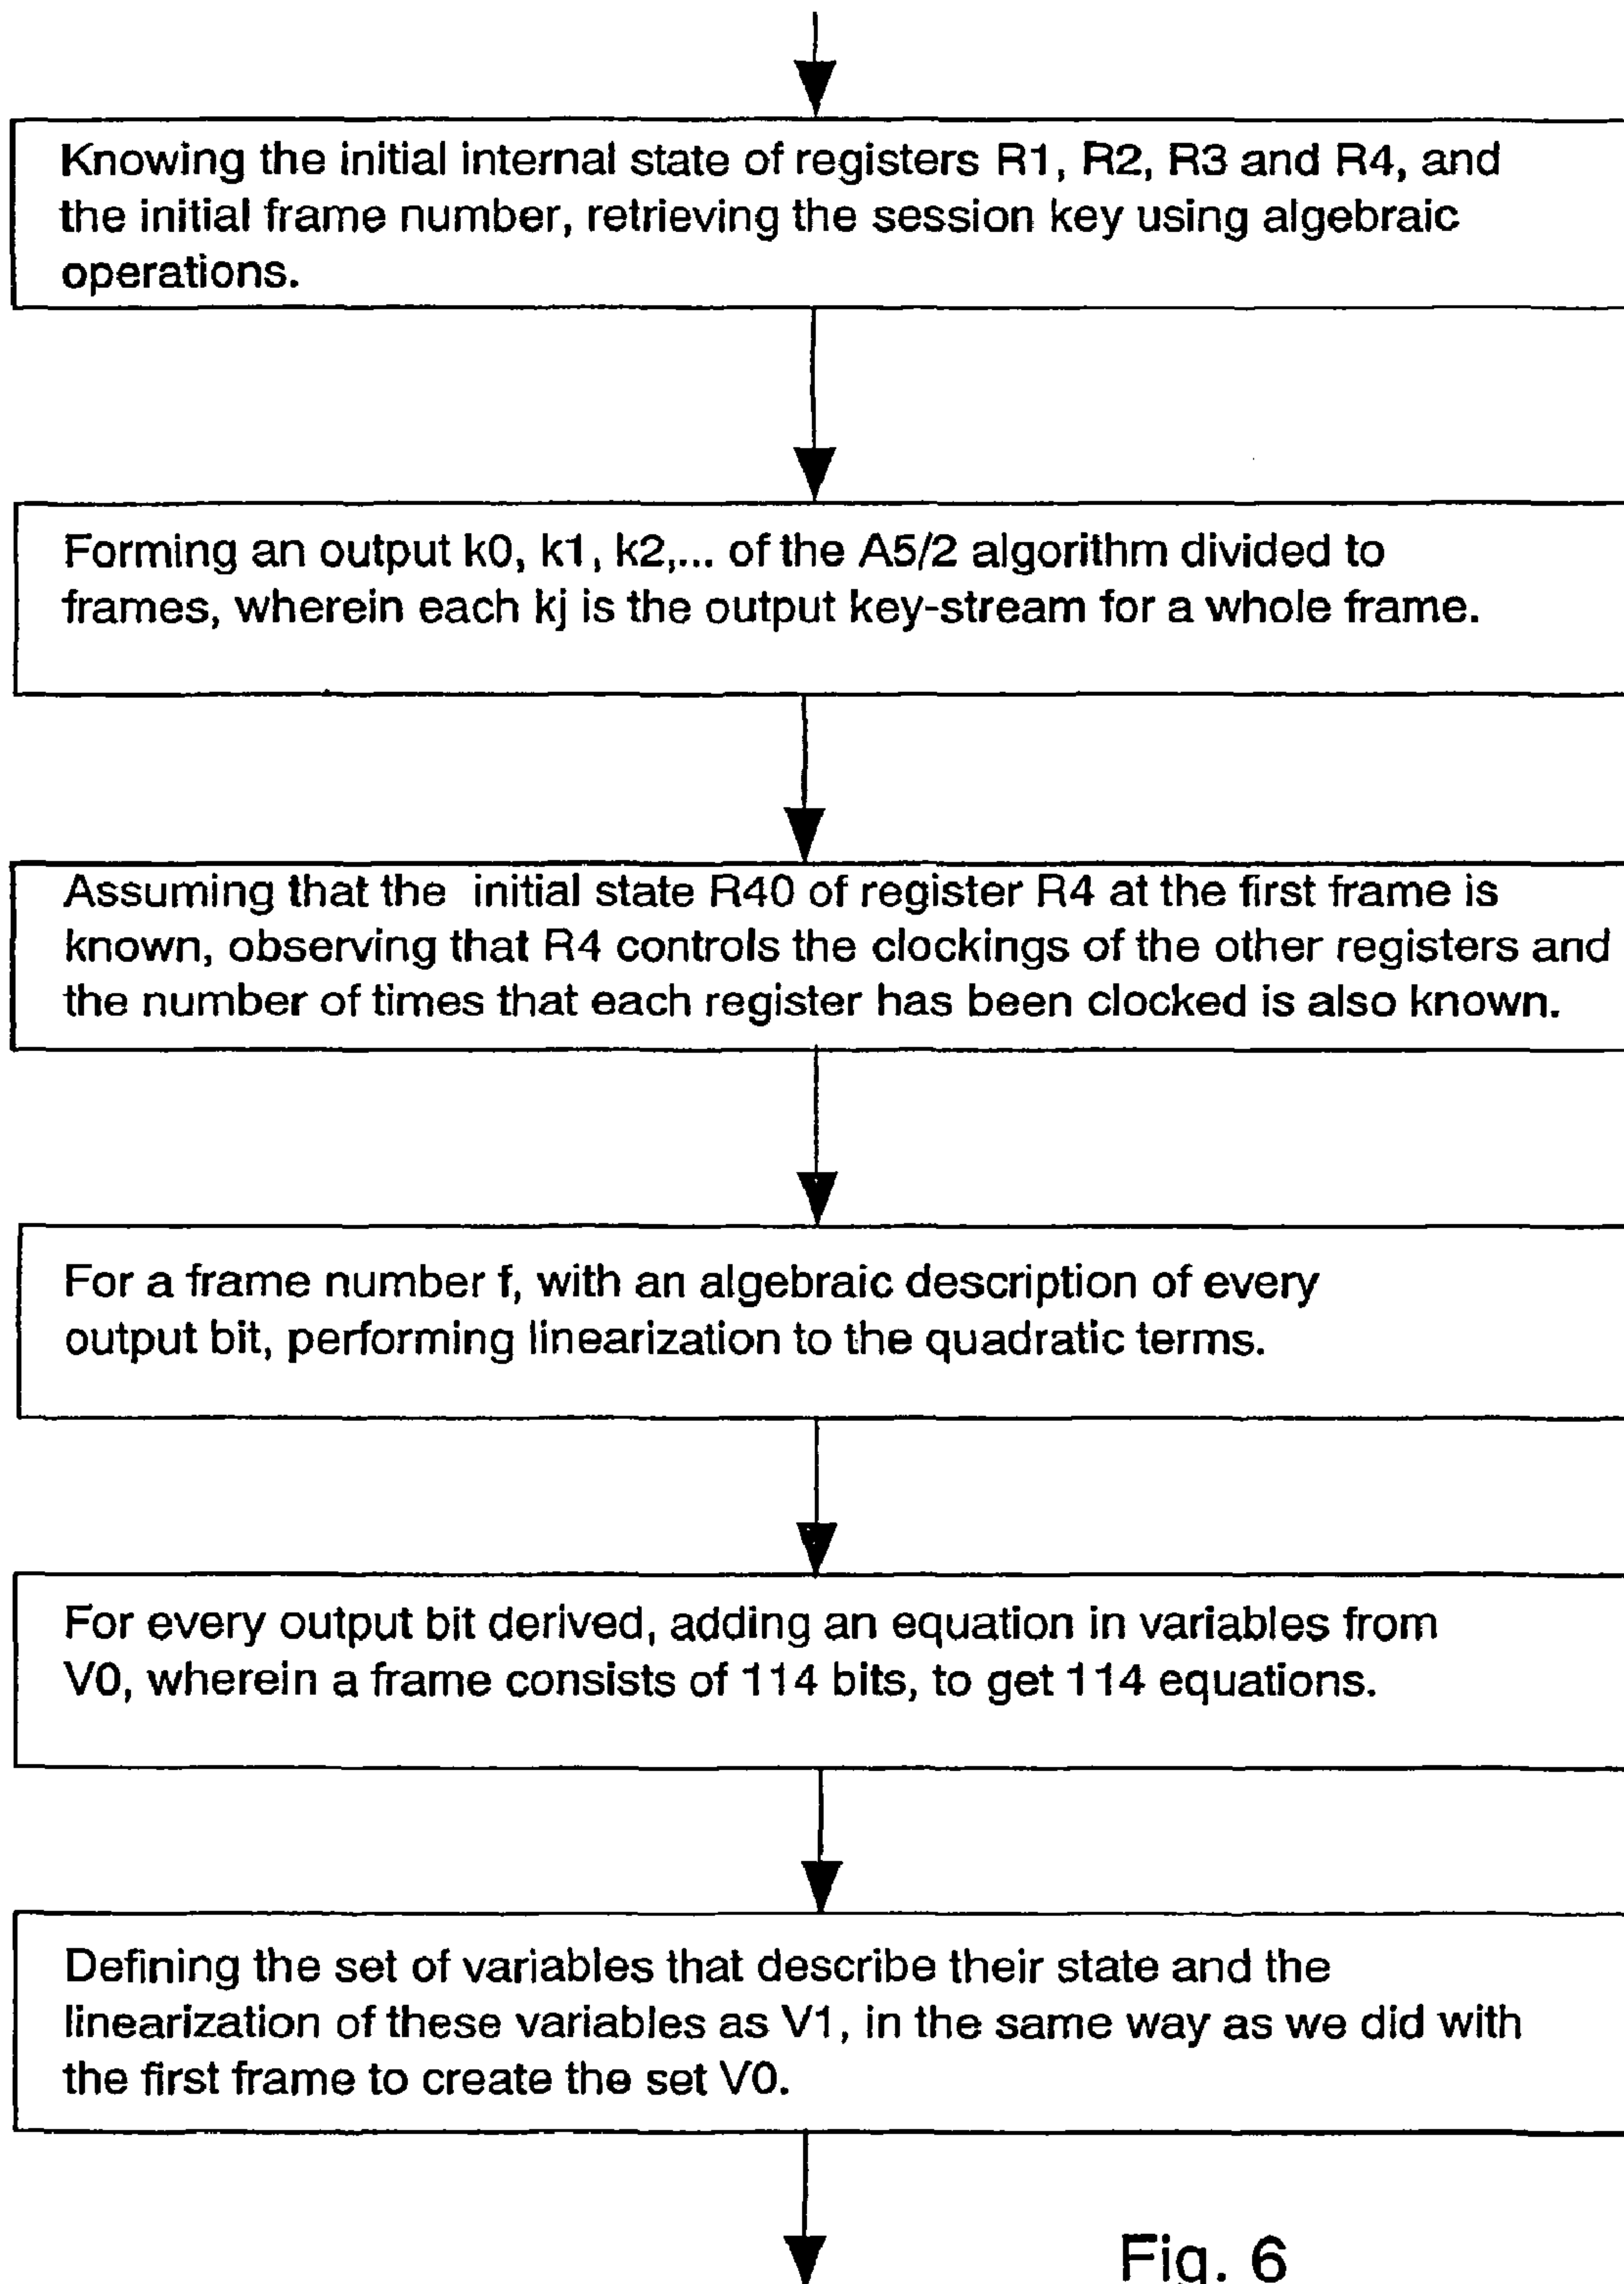 Knowing the initial internal state of registers R1, R2, R3 and R4, and
the initial frame number, retrieving the session key using algebraic
operations.
Forming an output k0, k1, k2,... of the A5/2 algorithm divided to
frames, wherein each kj is the output key-stream for a whole frame.
Assuming that the initial state R40 of register R4 at the first frame is
known, observing that R4 controls the clockings of the other registers and
the number of times that each register has been clocked is also known.
For a frame number f, with an algebraic description of every
output bit, performing linearization to the quadratic terms.
For every output bit derived, adding an equation in variables from
V0, wherein a frame consists of 114 bits, to get 114 equations.
Defining the set of variables that describe their state and the
linearization of these variables as V1, in the same way as we did with
the first frame to create the set V0.
Fig. 6